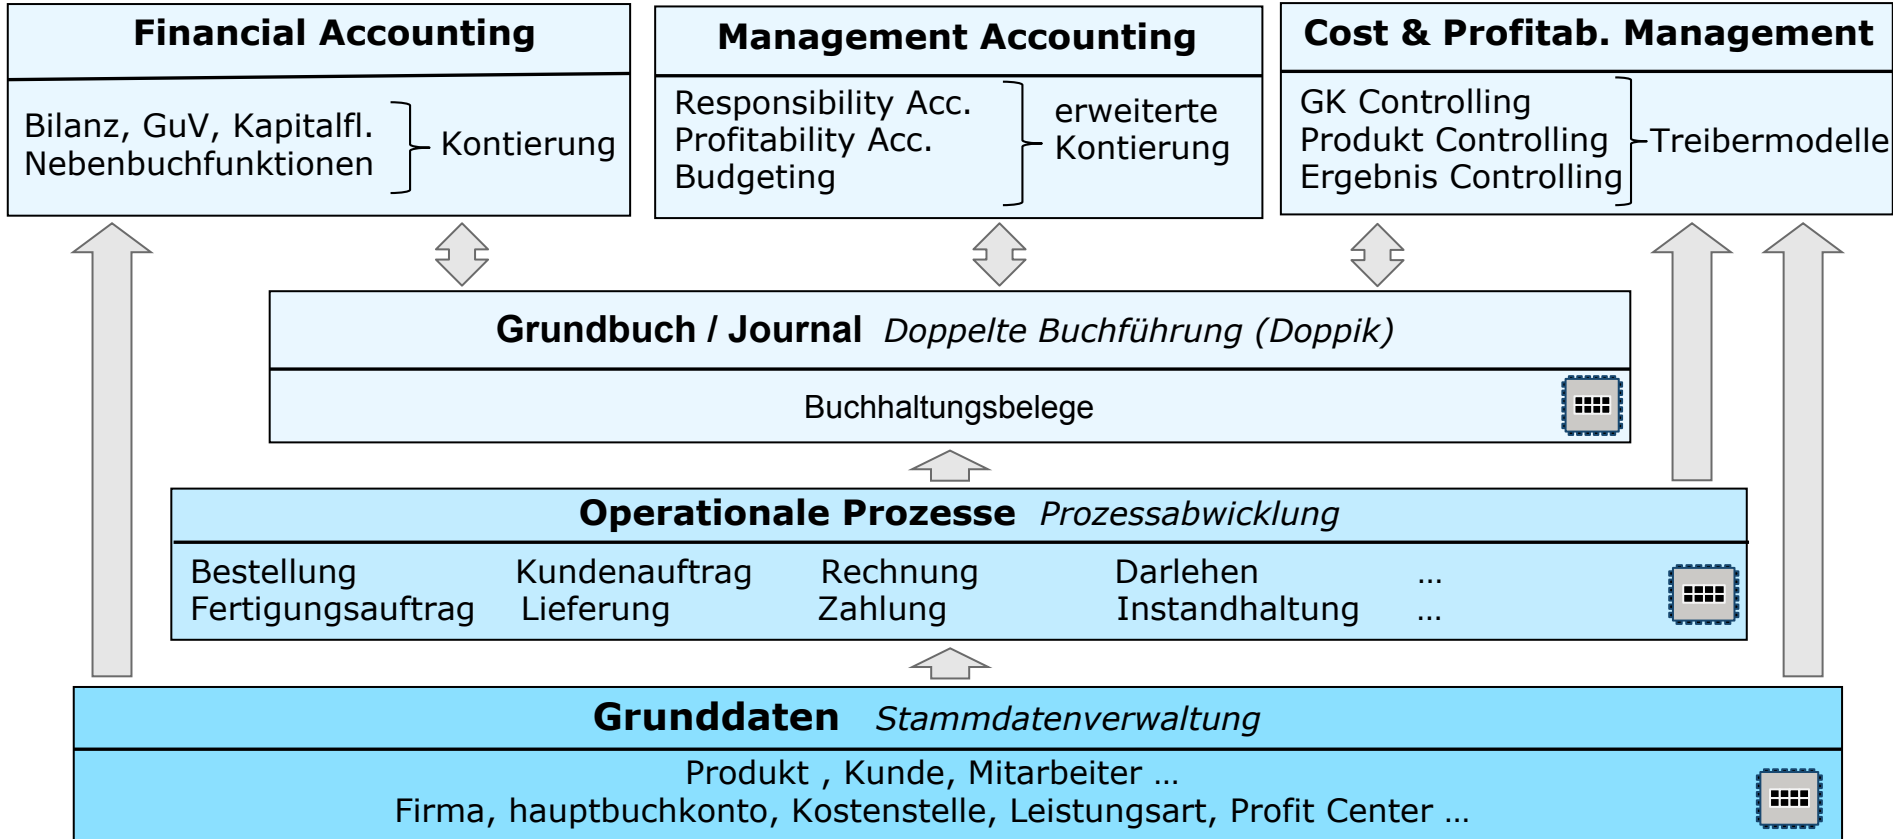 Financial Accounting
Bilanz, GuV, Kapitalfl.
Nebenbuchfunktionen
Kontierung
Management Accounting
Responsibility Acc.
Profitability Acc.
Budgeting
erweiterte
Kontierung
Cost & Profitab. Management
GK Controlling
Produkt Controlling
Ergebnis Controlling
Treibermodelle
Grundbuch / Journal Doppelte Buchführung (Doppik)
Buchhaltungsbelege
Operationale Prozesse Prozessabwicklung
Bestellung Kundenauftrag Rechnung Darlehen ...
Fertigungsauftrag Lieferung Zahlung Instandhaltung ...
Grunddaten Stammdatenverwaltung
Produkt , Kunde, Mitarbeiter ...
Firma, hauptbuchkonto, Kostenstelle, Leistungsart, Profit Center ...